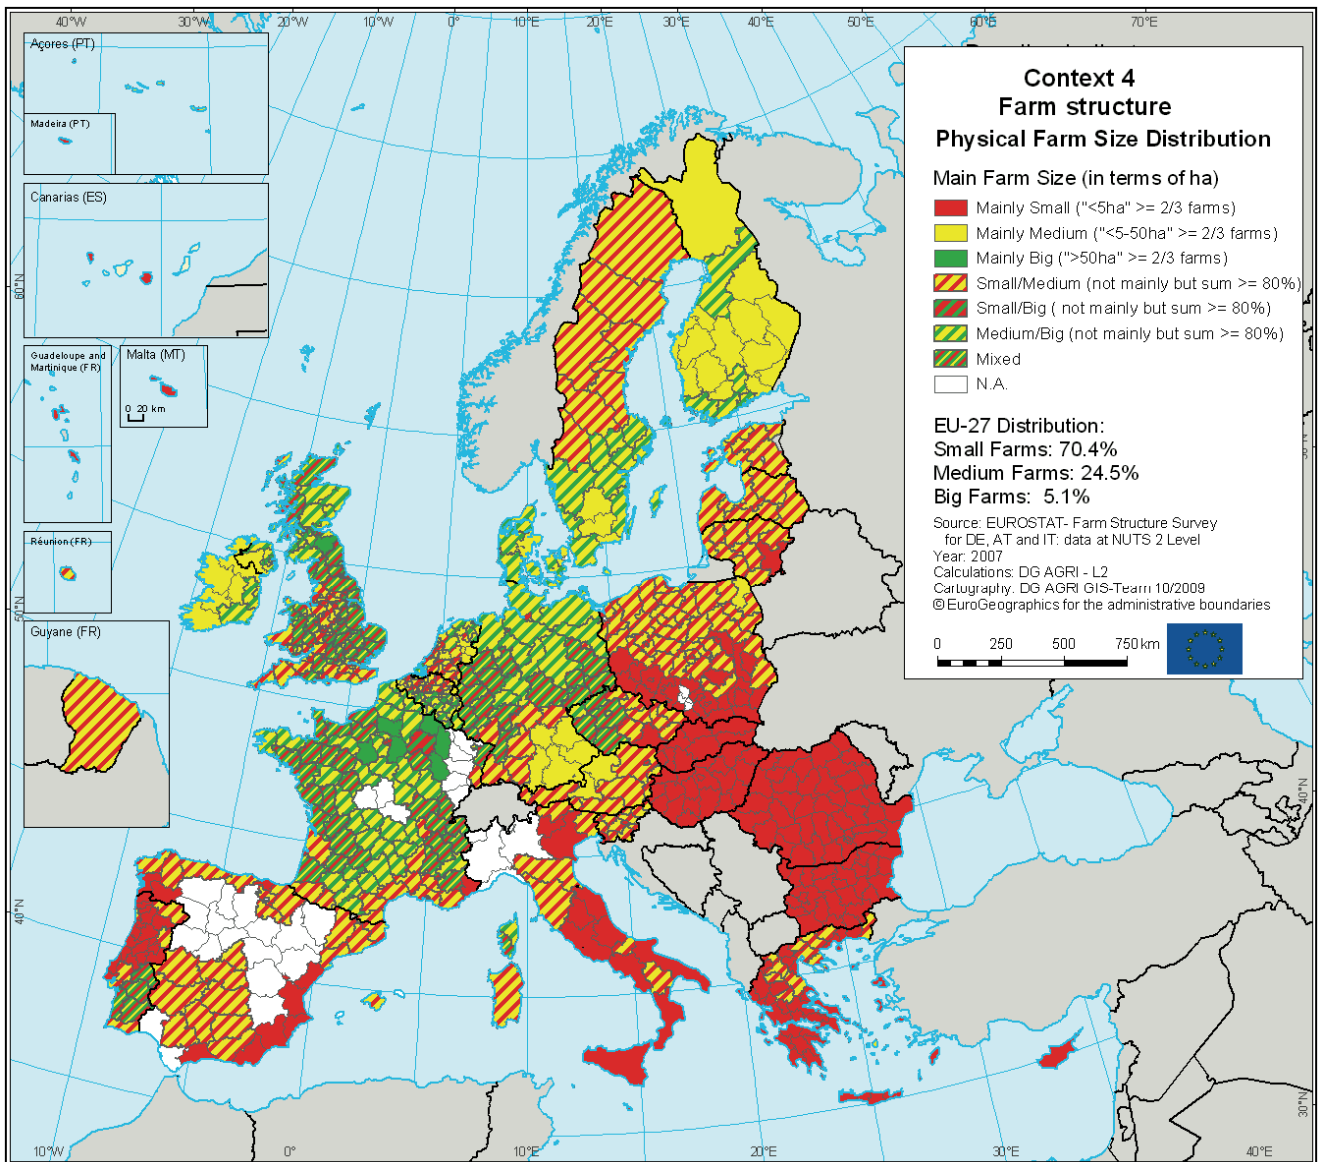 40°W
30°W
20°W
10°W
0°
10°E
20°E
30°E
40°E
50°E
60°E
70°E
Açores (PT)
Madeira (PT)
Canarias (ES)
Guadeloupe and
Martinique (FR)
Malta (MT)
0 20 km
Réunion (FR)
Guyane (FR)
60°N
50°N
40°N
Context 4
Farm structure
Physical Farm Size Distribution
Main Farm Size (in terms of ha)
Mainly Small ("<5ha" >= 2/3 farms)
Mainly Medium ("<5-50ha" >= 2/3 farms)
Mainly Big (">50ha" >= 2/3 farms)
Small/Medium (not mainly but sum >= 80%)
Small/Big ( not mainly but sum >= 80%)
Medium/Big (not mainly but sum >= 80%)
Mixed
N.A.
EU-27 Distribution:
Small Farms: 70.4%
Medium Farms: 24.5%
Big Farms: 5.1%
Source: EUROSTAT- Farm Structure Survey
for DE, AT and IT: data at NUTS 2 Level
Year: 2007
Calculations: DG AGRI - L2
Cartography: DG AGRI GIS-Team 10/2009
© EuroGeographics for the administrative boundaries
0 250 500 750 km
40°N
30°N
10°W
0°
10°E
20°E
30°E
40°E